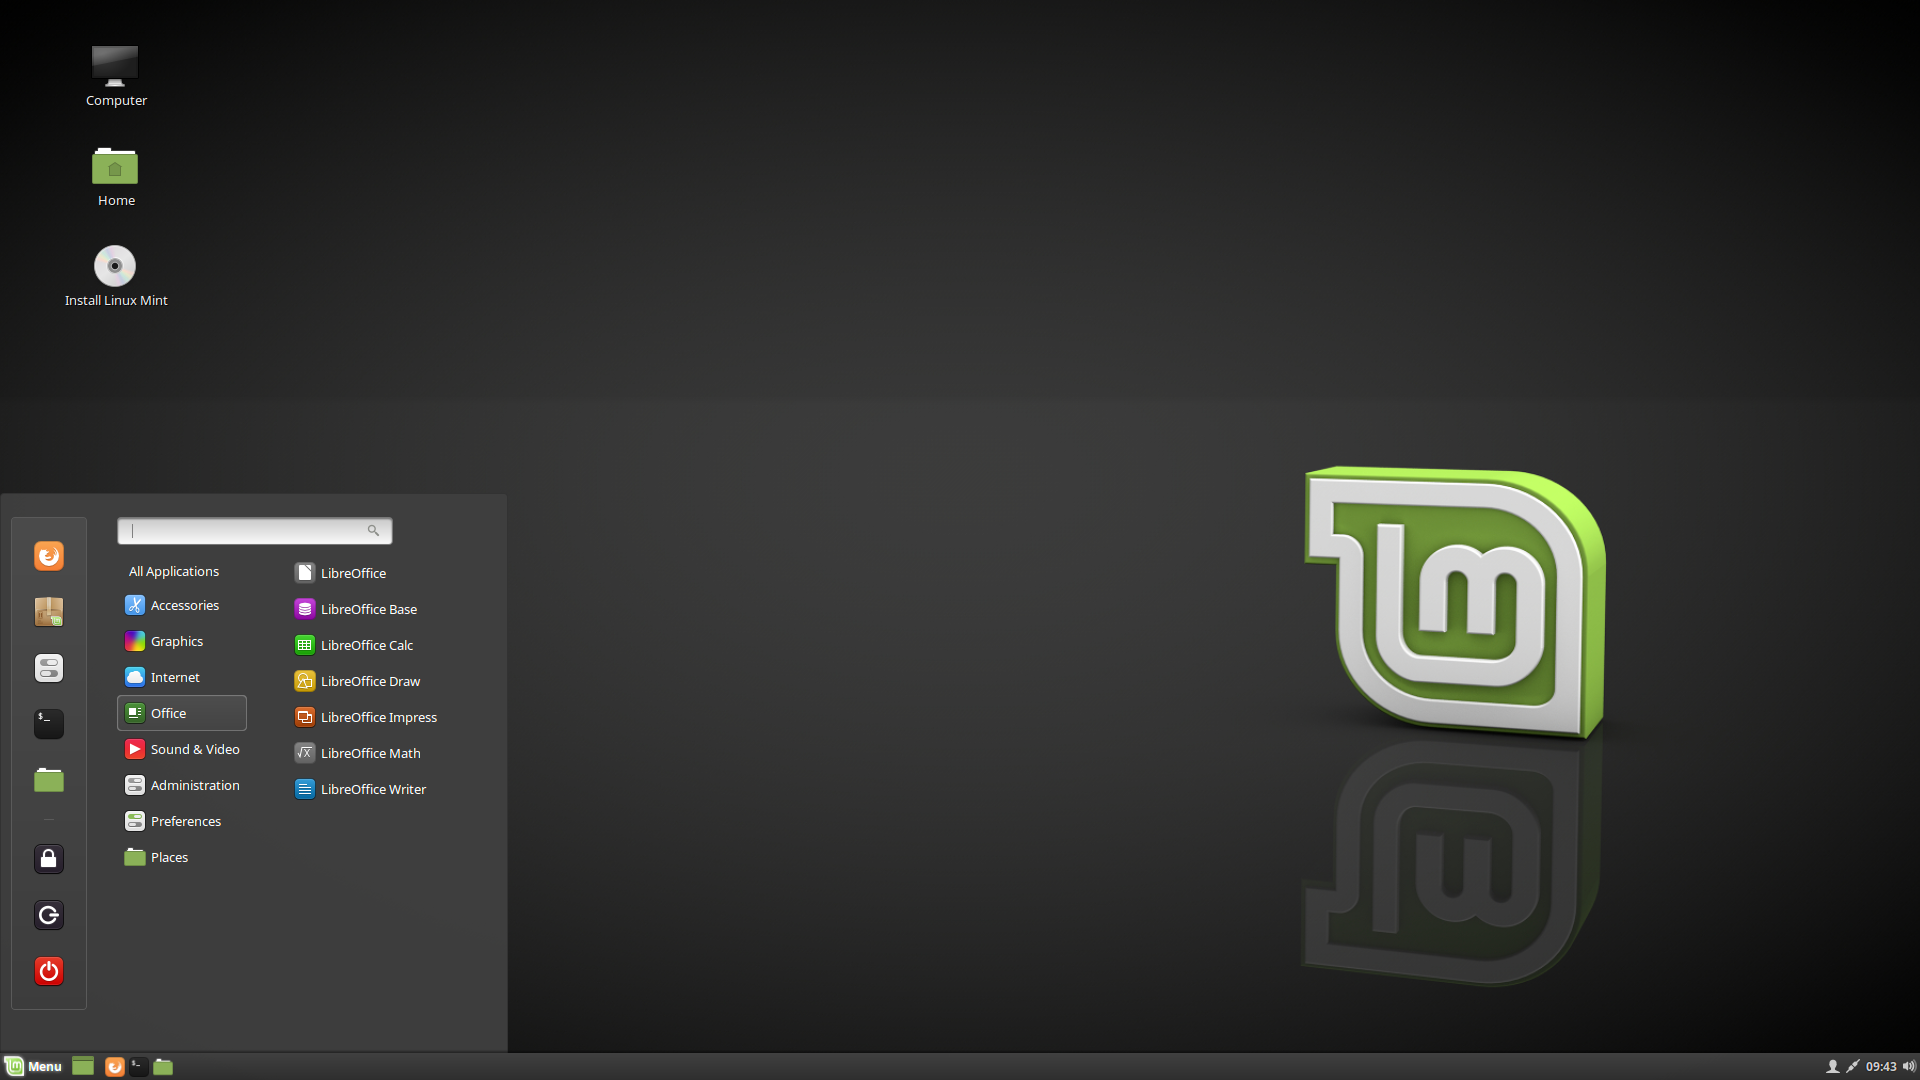 Computer
Home
Install Linux Mint
All Applications
Accessories
Graphics
Internet
Office
Sound & Video
Administration
Preferences
Places
LibreOffice
LibreOffice Base
LibreOffice Calc
LibreOffice Draw
LibreOffice Impress
LibreOffice Math
LibreOffice Writer
Menu
09:43